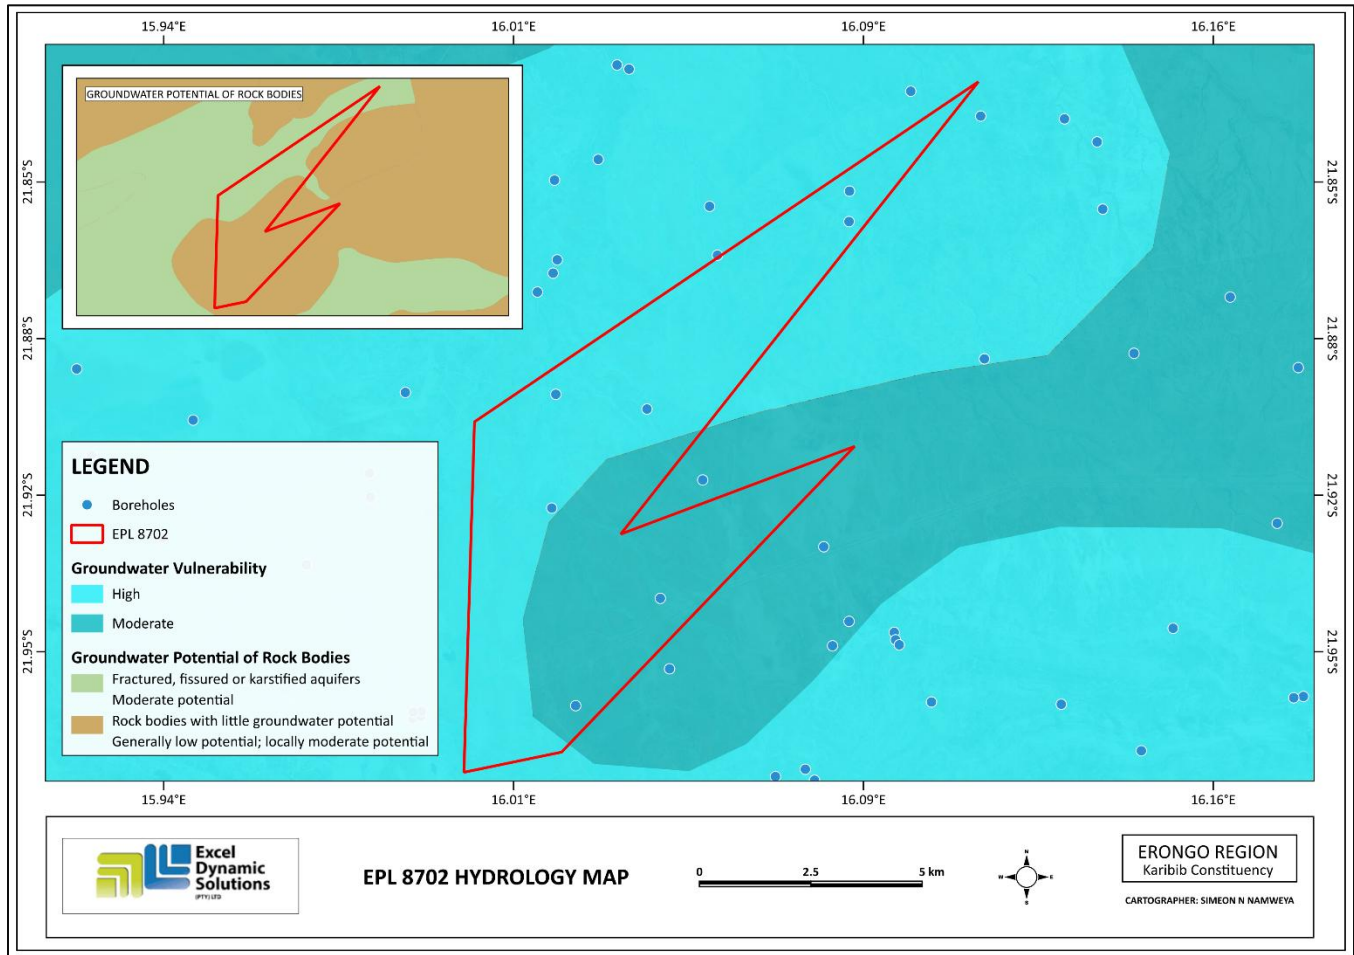 15.94°E 16.01°E 16.09°E 16.16°E
GROUNDWATER POTENTIAL OF ROCK BODIES
21.85°S 21.85°S
21.88°S 21.88°S
21.92°S 21.92°S
21.95°S 21.95°S
LEGEND
Boreholes
EPL 8702
Groundwater Vulnerability
High
Moderate
Groundwater Potential of Rock Bodies
Fractured, fissured or karstified aquifers
Moderate potential
Rock bodies with little groundwater potential
Generally low potential; locally moderate potential
15.94°E 16.01°E 16.09°E 16.16°E
Excel
Dynamic
Solutions
(PTY) LTD
EPL 8702 HYDROLOGY MAP
0 2.5 5 km
N
W E
S
ERONGO REGION
Karibib Constituency
CARTOGRAPHER: SIMEON N NAMWEYA